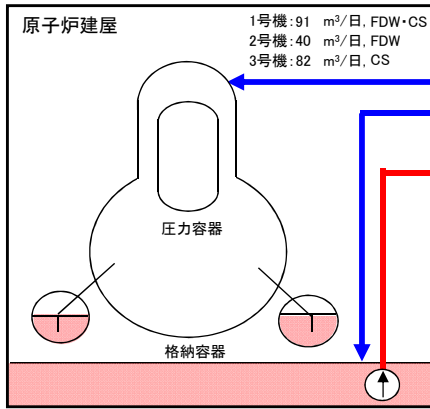 原子炉建屋
1号機:91 m³/日, FDW・CS
2号機:40 m³/日, FDW
3号機:82 m³/日, CS
圧力容器
格納容器